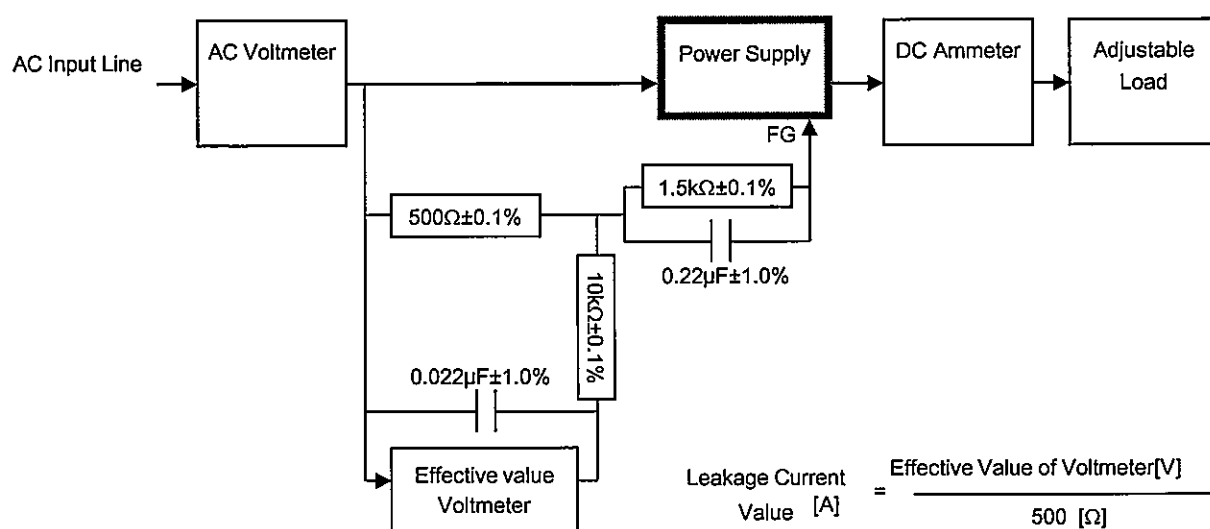 AC Input Line
AC Voltmeter
Power Supply
DC Ammeter
Adjustable
Load
FG
1.5kΩ±0.1%
500Ω±0.1%
0.22µF±1.0%
10kΩ±0.1%
0.022µF±1.0%
Effective value
Voltmeter
Leakage Current
Value [A]
=
Effective Value of Voltmeter[V]
500 [Ω]